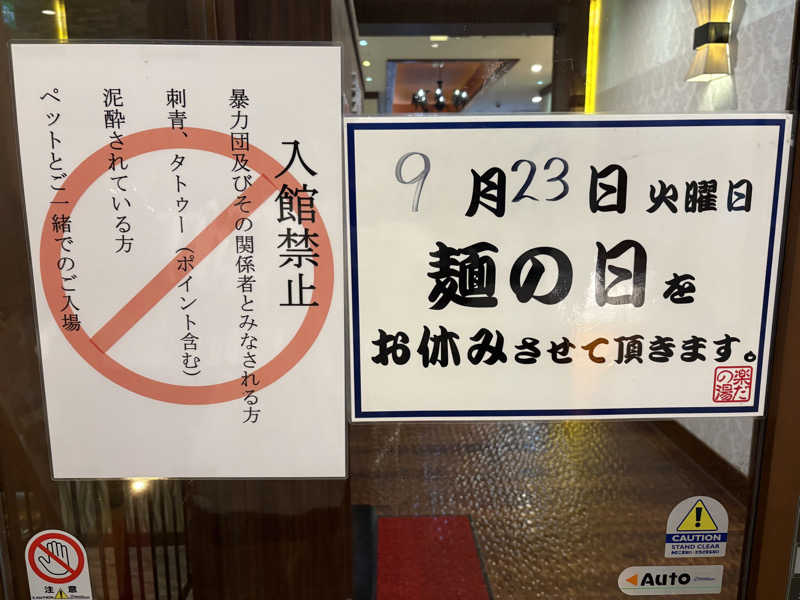 入館禁止
暴力団及びその関係者とみなされる方
刺青、タトゥー(ポイント含む)
泥酔されている方
ペットとご一緒でのご入場
9月23日火曜日
麺の日を
お休みさせて頂きます。
楽だの湯
注意
CAUTION
CAUTION
STAND CLEAR
Auto